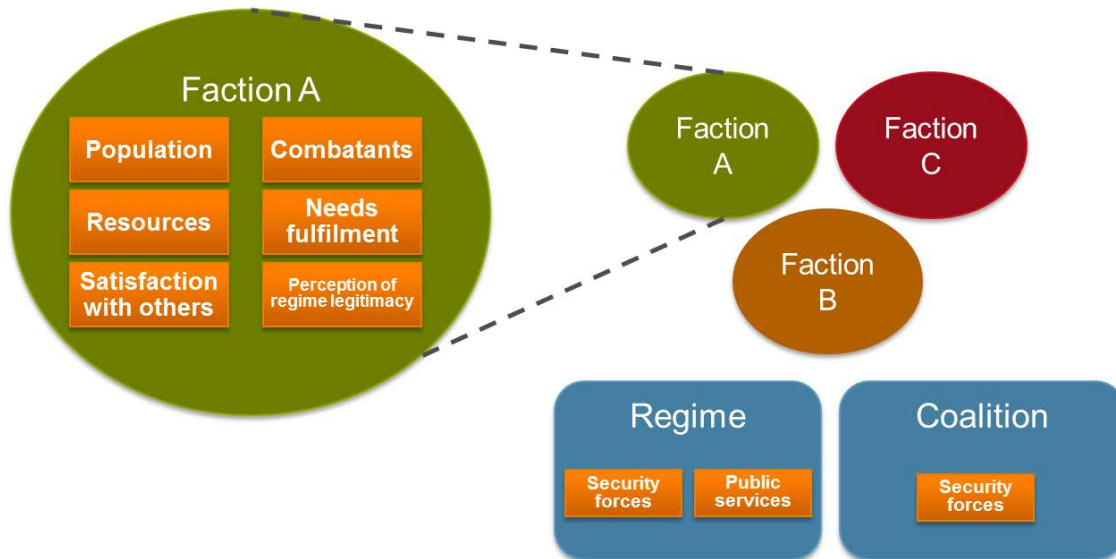 Faction A
Population
Combatants
Resources
Needs
fulfilment
Satisfaction
with others
Perception of
regime legitimacy
Faction
A
Faction
C
Faction
B
Regime
Security
forces
Public
services
Coalition
Security
forces